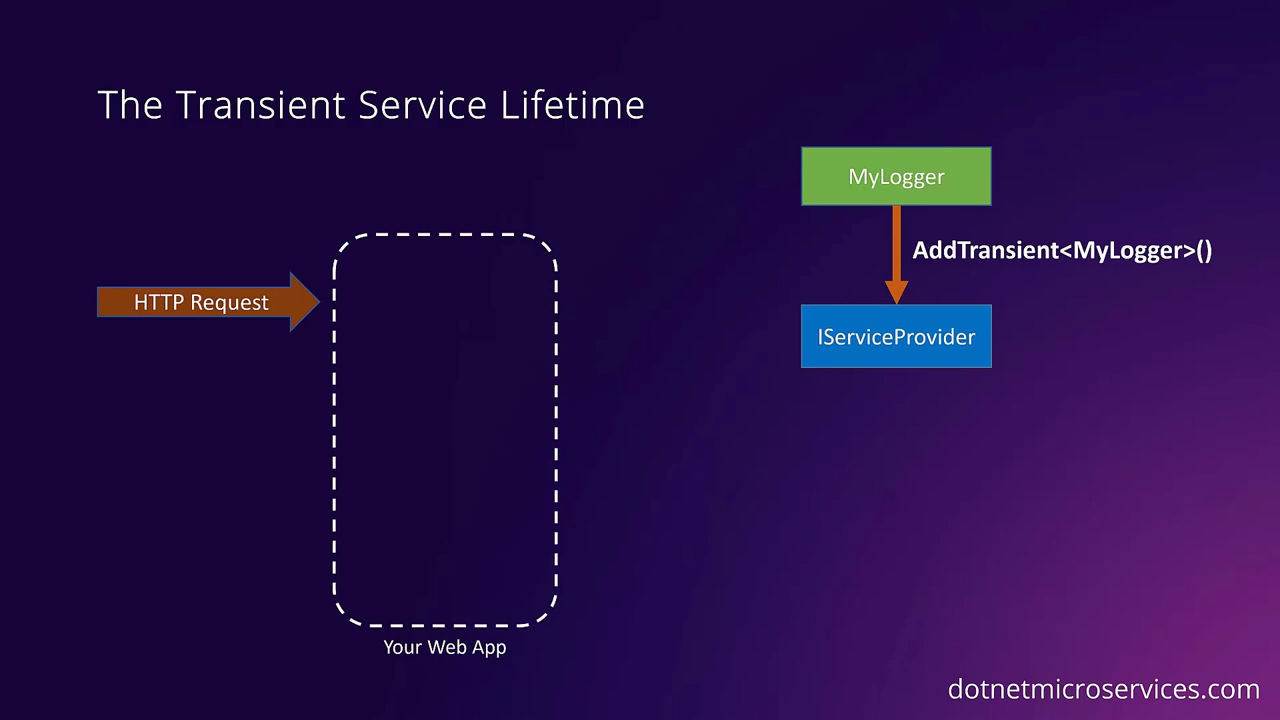 The Transient Service Lifetime
MyLogger
AddTransient<MyLogger>()
HTTP Request
IServiceProvider
Your Web App
dotnetmicroservices.com